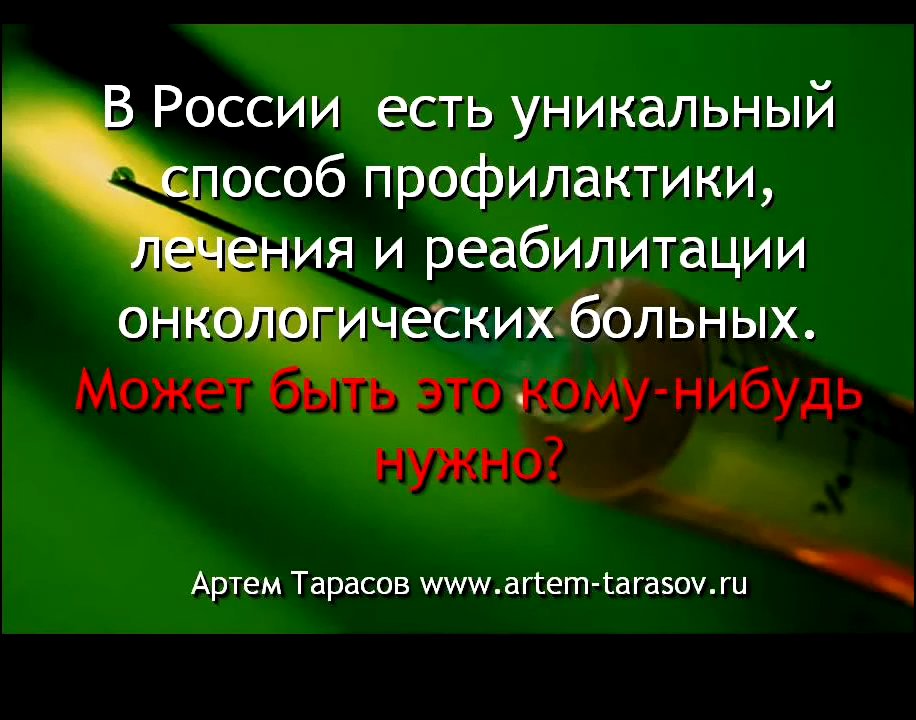 В России  есть уникальный
способ профилактики,
лечения и реабилитации
онкологических больных.
Может быть это кому-нибудь
нужно?
Артем Тарасов www.artem-tarasov.ru